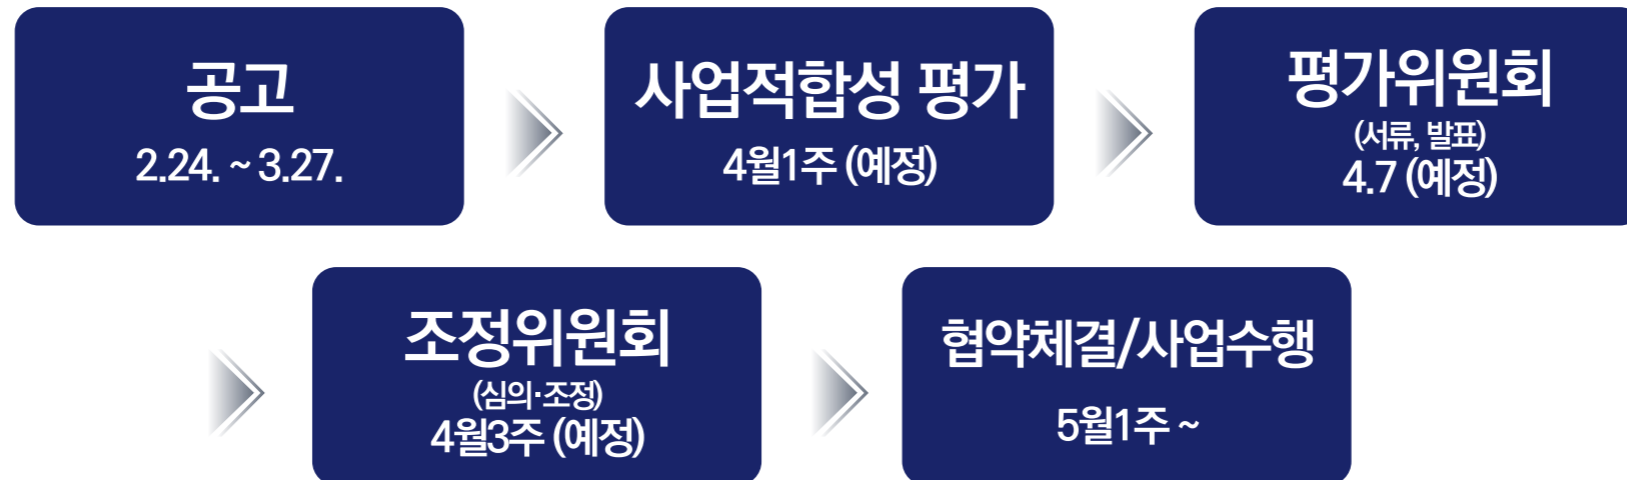 공고
2.24. ~ 3.27.
사업적합성 평가
4월1주 (예정)
평가위원회
(서류, 발표)
4.7 (예정)
조정위원회
(심의·조정)
4월3주 (예정)
협약체결/사업수행
5월1주 ~